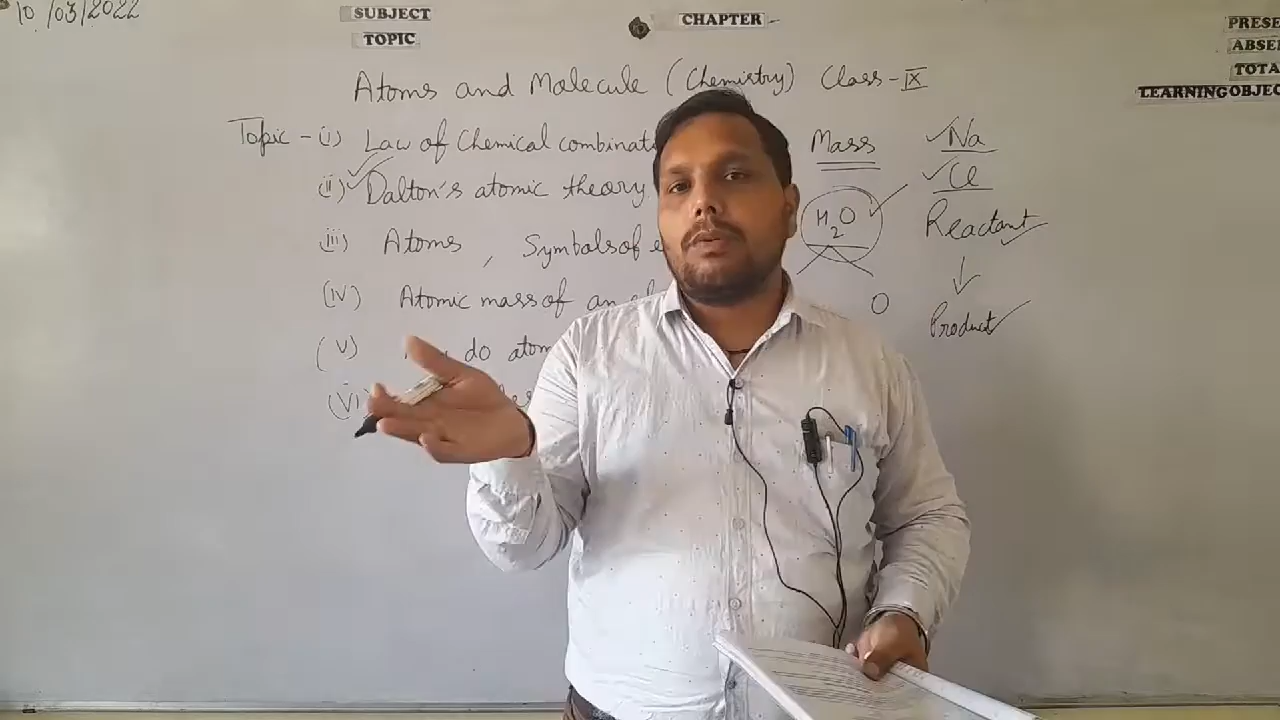 10/03/2022
SUBJECT
CHAPTER -
TOPIC
PRESE
ABSE
TOTA
LEARNING OBJEC
Atoms and Molecule (Chemistry) Class - IX
Topic - (i) Law of Chemical combinati
(ii) Dalton's atomic theory
(iii) Atoms, Symbols of e
(iv) Atomic mass of an
(v) do atom
(vi)
Mass
H2O
O
Na
Cl
Reactant
↓
Product